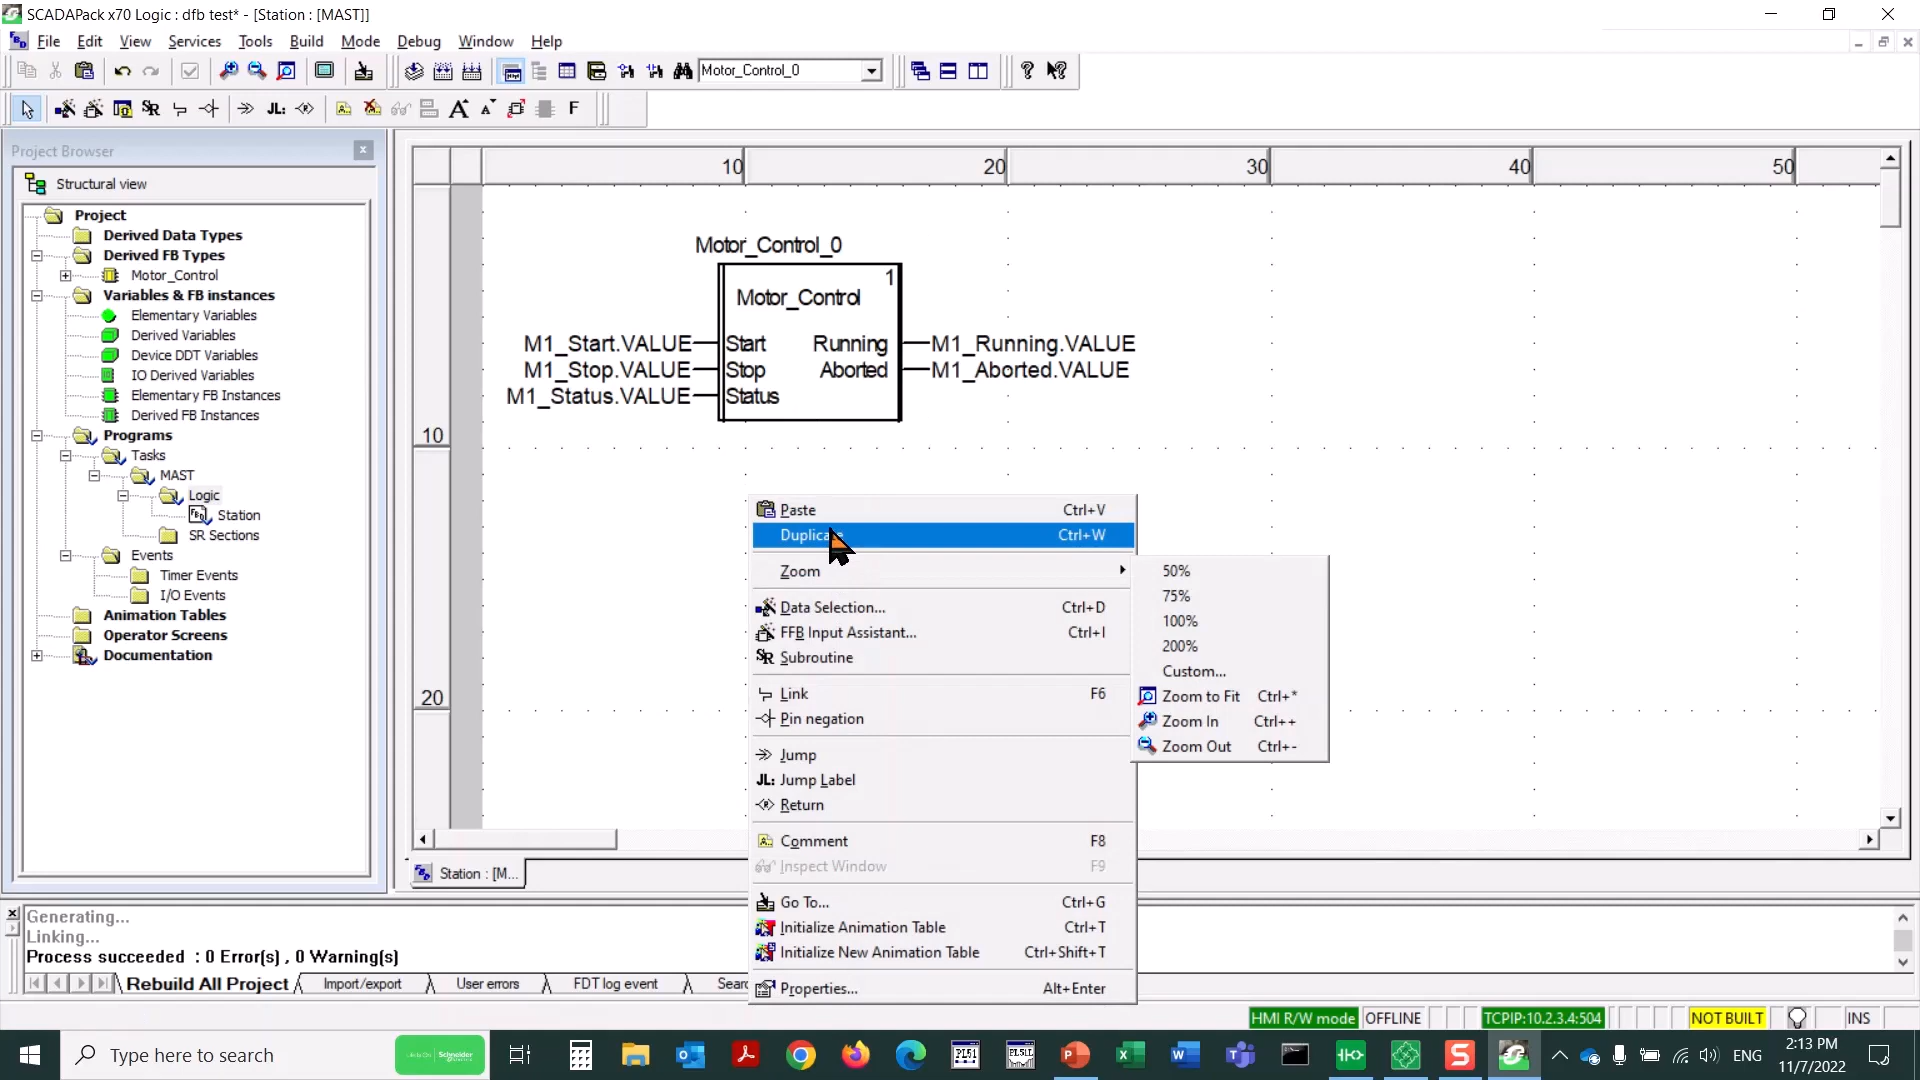 SCADAPack x70 Logic : dfb test* - [Station : [MAST]]
File Edit View Services Tools Build Mode Debug Window Help
Motor_Control_0
SR JL: A A F
Project Browser
Structural view
Project
Derived Data Types
Derived FB Types
Motor_Control
Variables & FB instances
Elementary Variables
Derived Variables
Device DDT Variables
IO Derived Variables
Elementary FB Instances
Derived FB Instances
Programs
Tasks
MAST
Logic
Station
SR Sections
Events
Timer Events
I/O Events
Animation Tables
Operator Screens
Documentation
10 20 30 40 50
10
20
Motor_Control_0
1
Motor_Control
M1_Start.VALUE Start Running M1_Running.VALUE
M1_Stop.VALUE Stop Aborted M1_Aborted.VALUE
M1_Status.VALUE Status
Paste Ctrl+V
Ctrl+W
Zoom
Data Selection... Ctrl+D
FFB Input Assistant... Ctrl+I
SR Subroutine
Link F6
Pin negation
Jump
JL: Jump Label
Return
Comment F8
Inspect Window F9
Go To... Ctrl+G
Initialize Animation Table Ctrl+T
Initialize New Animation Table Ctrl+Shift+T
Properties... Alt+Enter
50%
75%
100%
200%
Custom...
Zoom to Fit Ctrl+*
Zoom In Ctrl++
Zoom Out Ctrl+-
Station : [M...
Generating...
Linking...
Process succeeded : 0 Error(s) , 0 Warning(s)
Rebuild All Project Import/export User errors FDT log event
HMI R/W mode OFFLINE TCPIP:10.2.3.4:504 NOT BUILT INS
Type here to search
Schneider
PL51
ENG
2:13 PM
11/7/2022